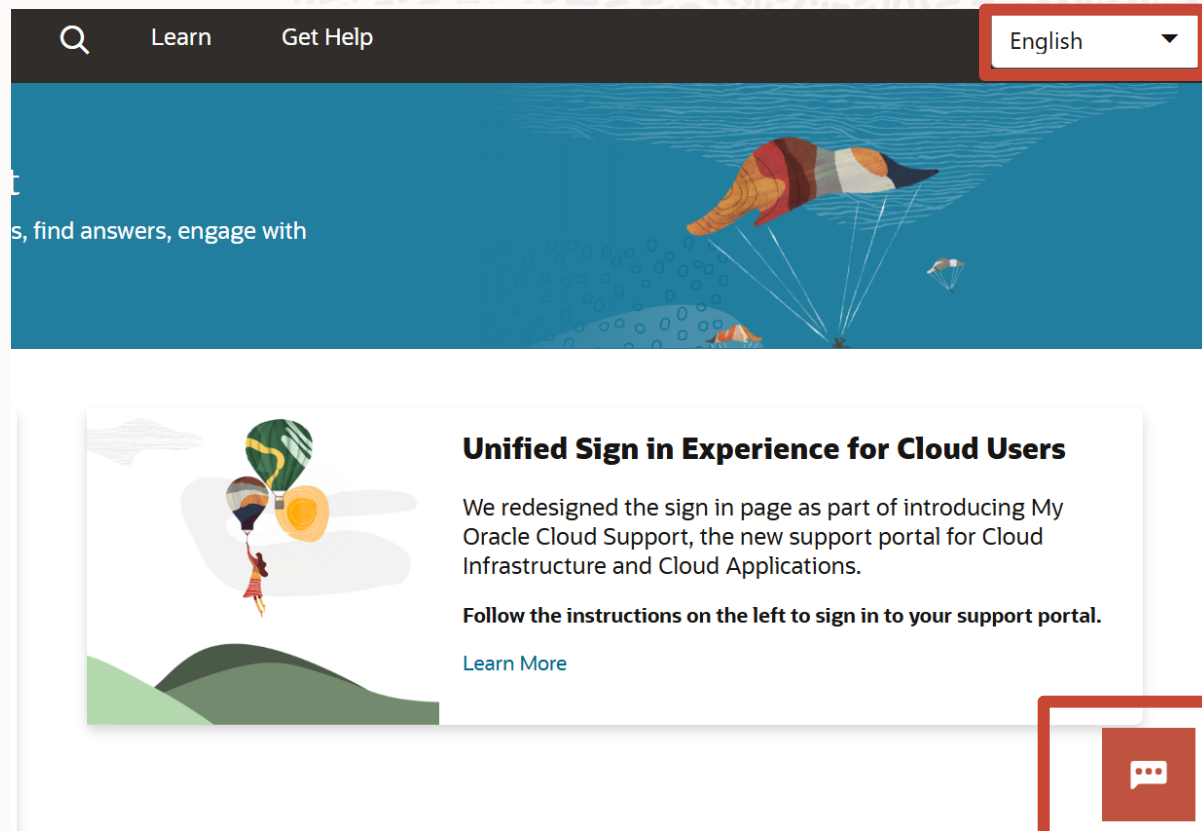 Learn Get Help English
t
s, find answers, engage with
Unified Sign in Experience for Cloud Users
We redesigned the sign in page as part of introducing My
Oracle Cloud Support, the new support portal for Cloud
Infrastructure and Cloud Applications.
Follow the instructions on the left to sign in to your support portal.
Learn More